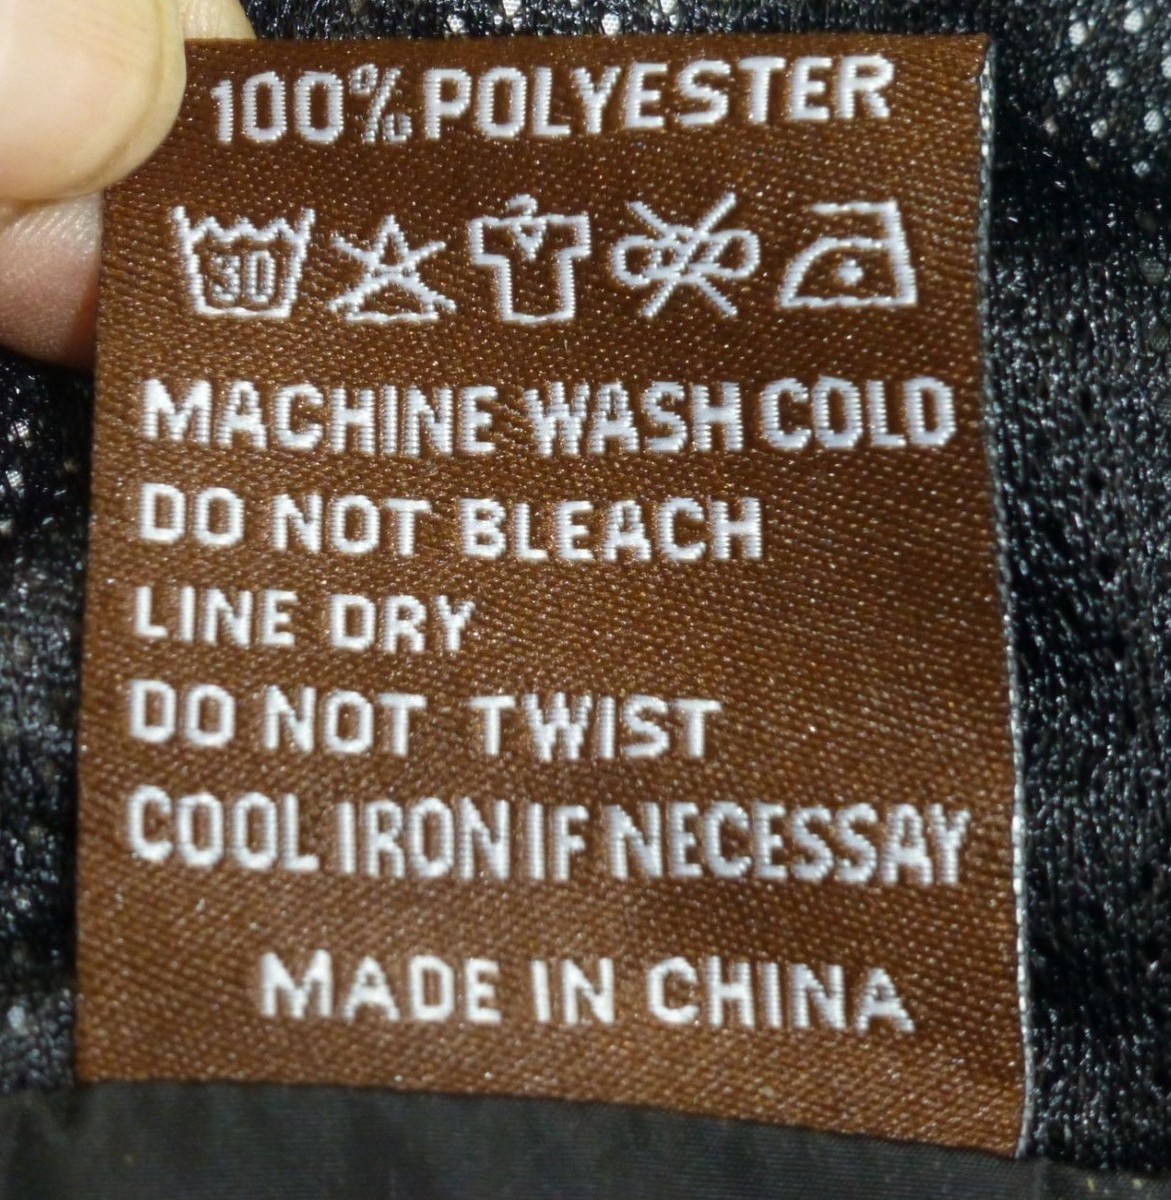 100% POLYESTER
30
MACHINE WASH COLD
DO NOT BLEACH
LINE DRY
DO NOT TWIST
COOL IRON IF NECESSAY
MADE IN CHINA